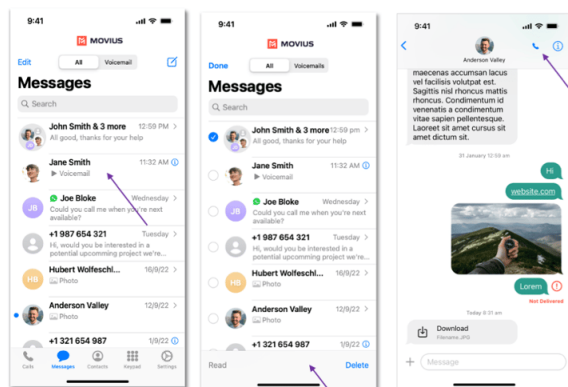 9:41
MOVIUS
Edit
All
Voicemail
Messages
Search
John Smith & 3 more 12:59 PM
All good, thanks for your help
Jane Smith 11:32 AM
Voicemail
Joe Bloke Wednesday
Could you call me when you're next
available?
+1 987 654 321 Tuesday
Hi, would you be interested in a
potential upcomming project we're...
Hubert Wolfeschl... 16/9/22
Photo
Anderson Valley 12/9/22
Photo
+1 321 654 987 1/9/22
JB
HB
Calls
Messages
Contacts
Keypad
Settings
9:41
MOVIUS
Done
All
Voicemails
Messages
Search
John Smith & 3 more 12:59 pm
All good, thanks for your help
Jane Smith 11:32 AM
Voicemail
Joe Bloke Wednesday
Could you call me when you're next
available?
+1 987 654 321 Tuesday
Hi, would you be interested in a
potential upcomming project we're...
Hubert Wolfeschl... 16/9/22
Photo
Anderson Valley 12/9/22
Photo
+1 321 654 987 1/9/22
JB
HB
Read
Delete
9:41
Anderson Valley
maecenas accumsan lacus
vel facilisis volutpat est.
Sagittis nisl rhoncus mattis
rhoncus. Condimentum id
venenatis a condimentum
vitae sapien pellentesque.
Laoreet sit amet cursus sit
amet dictum sit.
31 January 12:59 am
Hi
website.com
Lorem
Not Delivered
Today 8:31 am
Download
Filename.JPG
Message